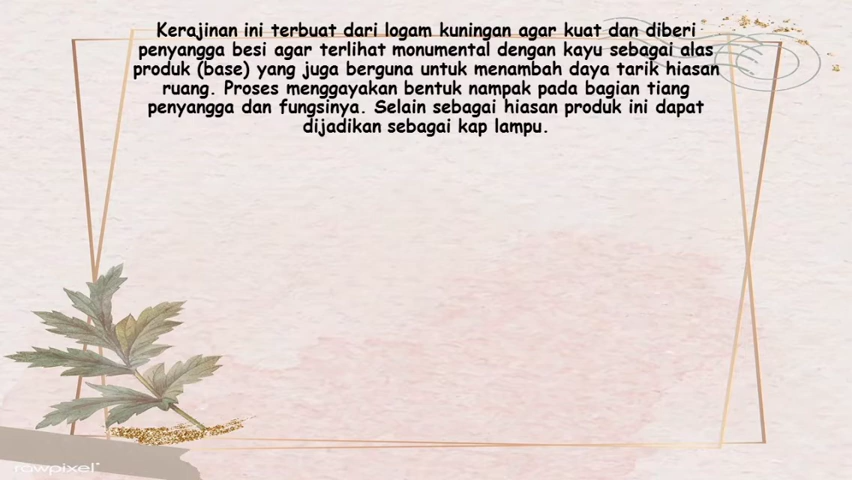 Kerajinan ini terbuat dari logam kuningan agar kuat dan diberi
penyangga besi agar terlihat monumental dengan kayu sebagai alas
produk (base) yang juga berguna untuk menambah daya tarik hiasan
ruang. Proses menggayakan bentuk nampak pada bagian tiang
penyangga dan fungsinya. Selain sebagai hiasan produk ini dapat
dijadikan sebagai kap lampu.
rawpixel